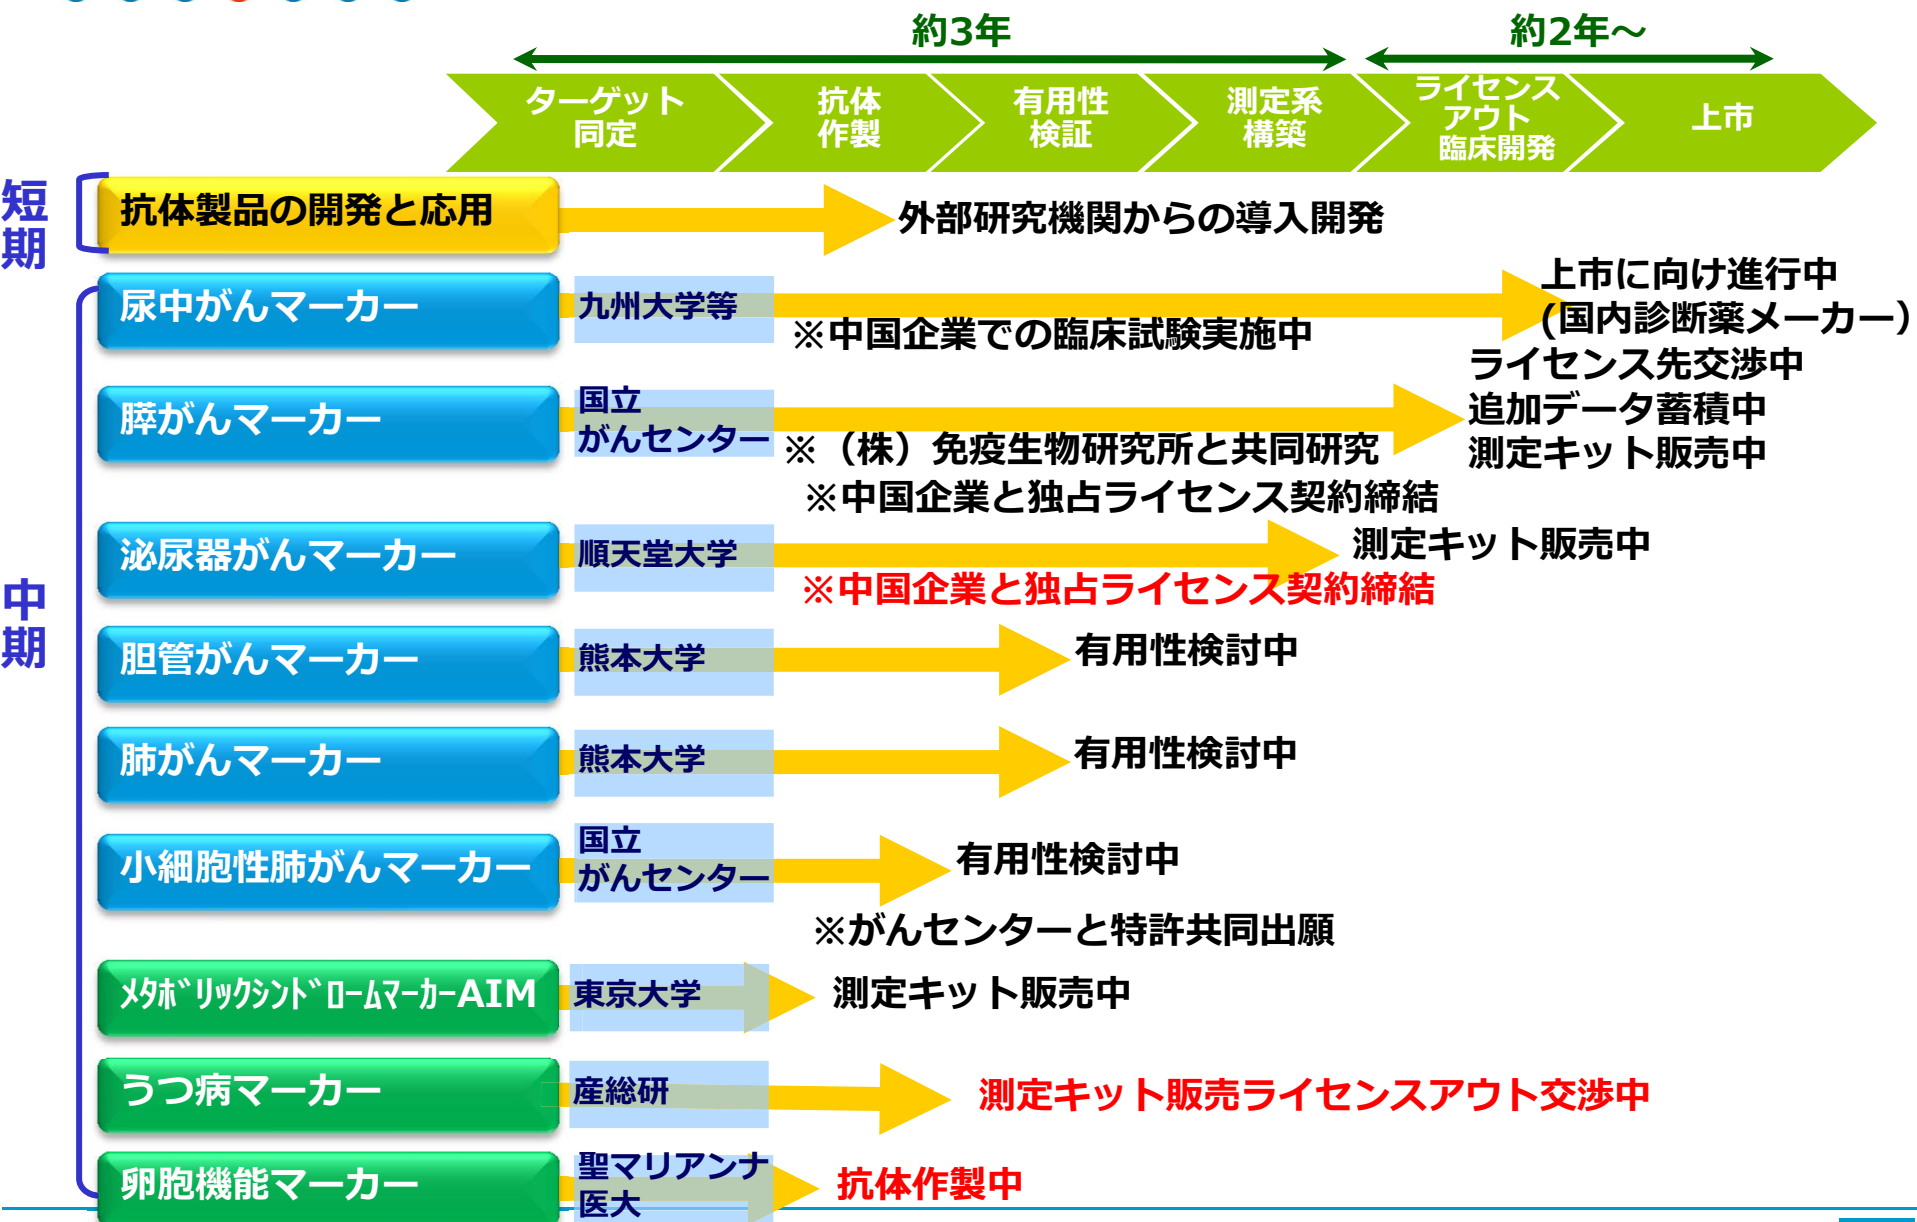 約3年
約2年～
ターゲット
同定
抗体
作製
有用性
検証
測定系
構築
ライセンス
アウト
臨床開発
上市
短
期
抗体製品の開発と応用
外部研究機関からの導入開発
中
期
尿中がんマーカー
九州大学等
※中国企業での臨床試験実施中
上市に向け進行中
(国内診断薬メーカー）
膵がんマーカー
国立
がんセンター
※（株）免疫生物研究所と共同研究
※中国企業と独占ライセンス契約締結
ライセンス先交渉中
追加データ蓄積中
測定キット販売中
泌尿器がんマーカー
順天堂大学
測定キット販売中
※中国企業と独占ライセンス契約締結
胆管がんマーカー
熊本大学
有用性検討中
肺がんマーカー
熊本大学
有用性検討中
小細胞性肺がんマーカー
国立
がんセンター
有用性検討中
※がんセンターと特許共同出願
ﾒﾀﾎﾞﾘｯｸｼﾝﾄﾞﾛｰﾑﾏｰｶｰAIM
東京大学
測定キット販売中
うつ病マーカー
産総研
測定キット販売ライセンスアウト交渉中
卵胞機能マーカー
聖マリアンナ
医大
抗体作製中